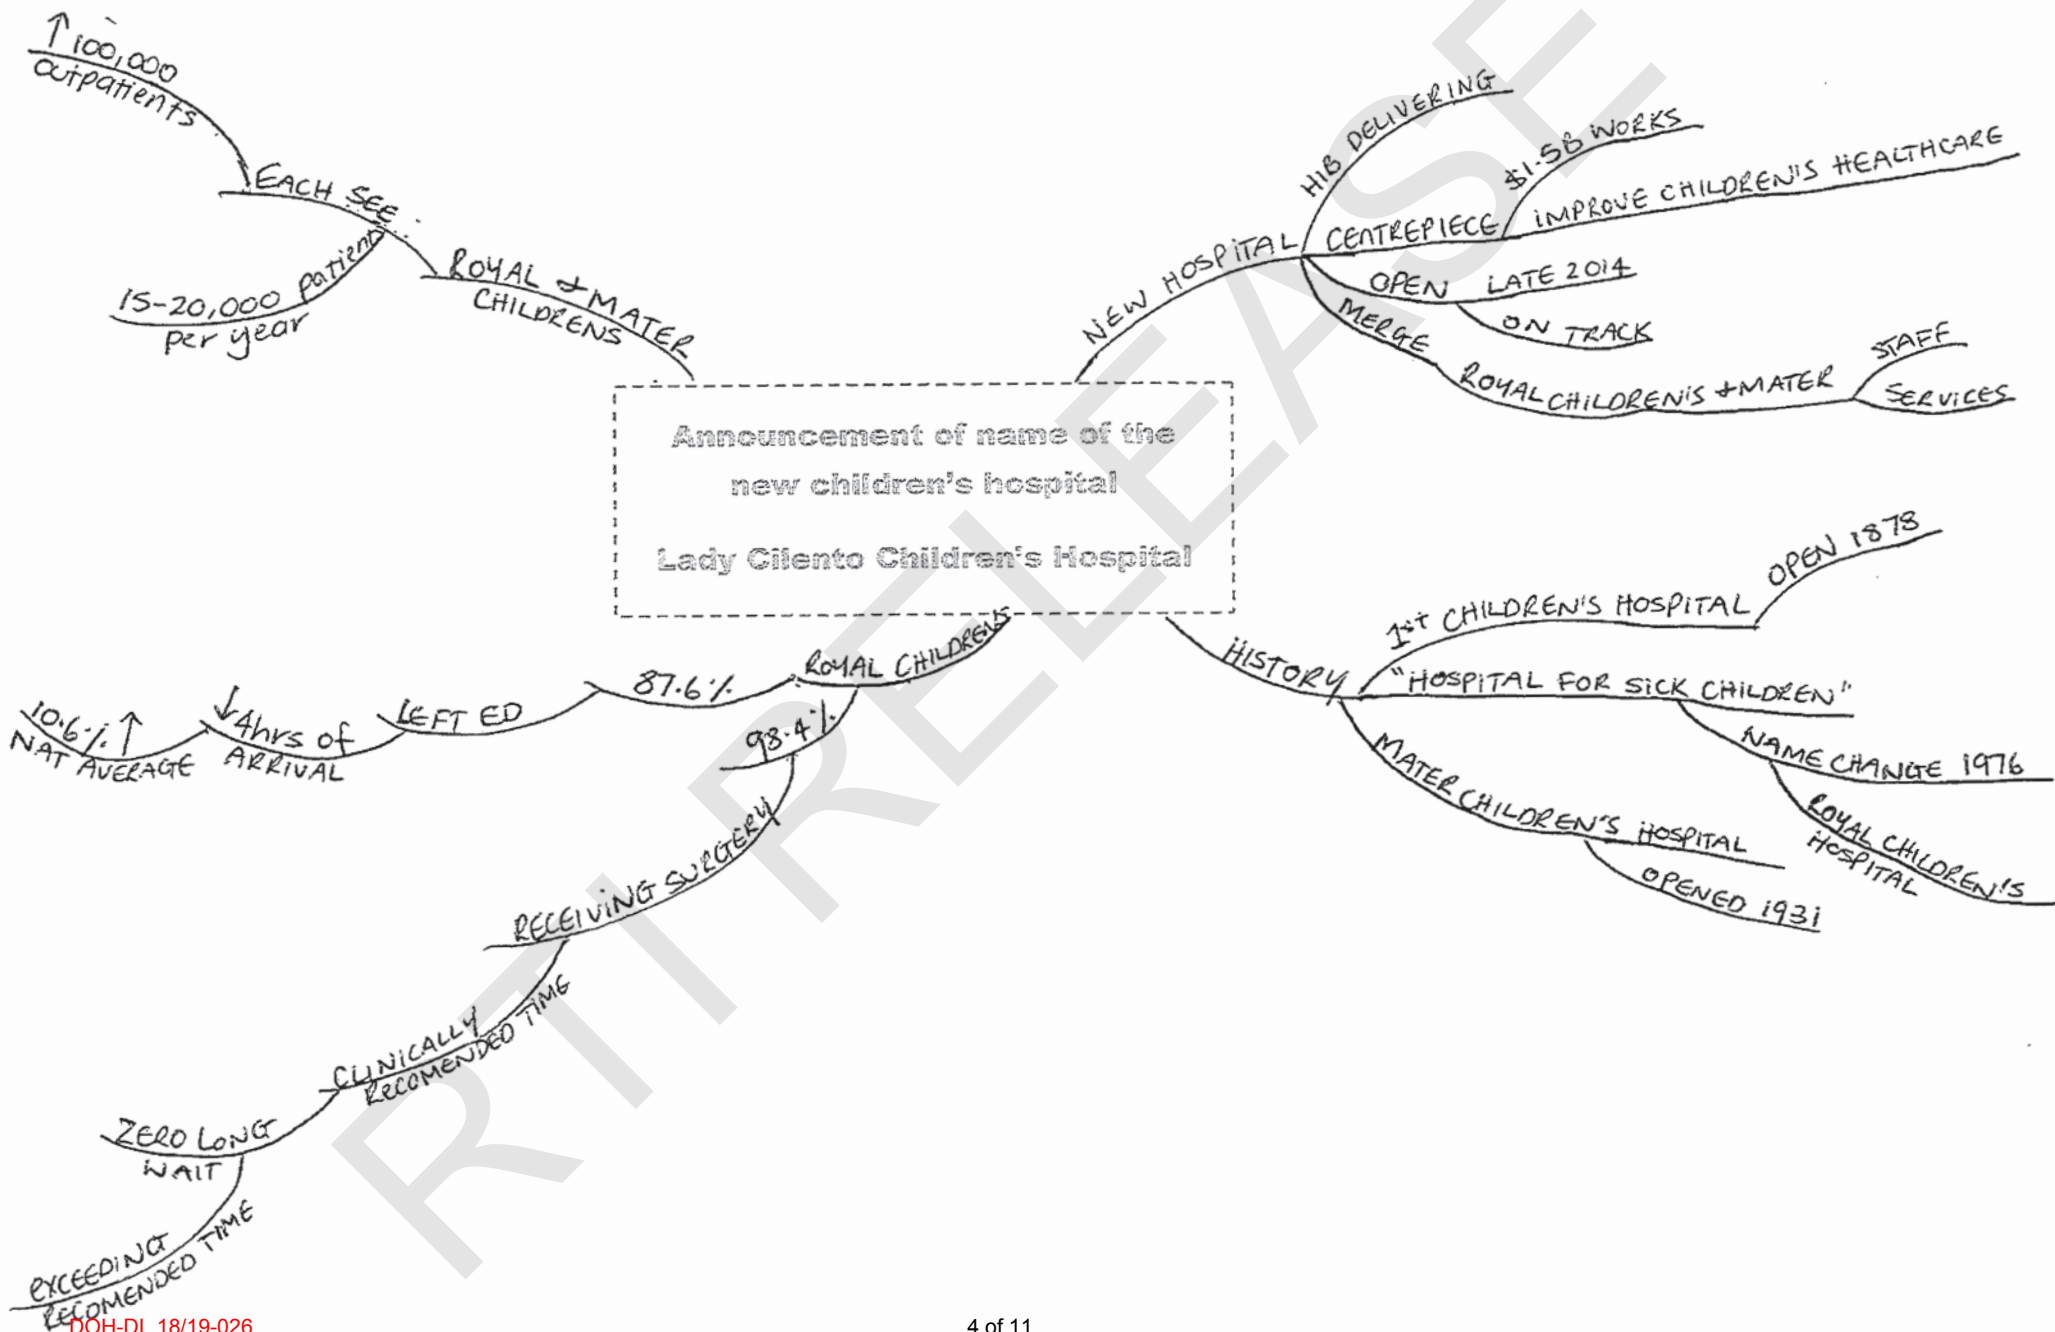 ↑ 100,000
outpatients
EACH SEE
15-20,000 patient
per year
ROYAL + MATER
CHILDRENS
NEW HOSPITAL
HIB DELIVERING
CENTREPIECE
$1.5B WORKS
IMPROVE CHILDREN'S HEALTHCARE
OPEN LATE 2014
ON TRACK
MERGE
ROYAL CHILDREN'S + MATER
STAFF
SERVICES
Announcement of name of the
new children's hospital
Lady Cilento Children's Hospital
HISTORY
1st CHILDREN'S HOSPITAL
OPEN 1878
"HOSPITAL FOR SICK CHILDREN"
NAME CHANGE 1976
ROYAL CHILDREN'S
HOSPITAL
MATER CHILDREN'S HOSPITAL
OPENED 1931
ROYAL CHILDRENS
87.6%
LEFT ED
↓ 4hrs of
ARRIVAL
10.6% ↑
NAT AVERAGE
98.4%
RECEIVING SURGERY
CLINICALLY
RECOMENDED TIME
ZERO LONG
WAIT
EXCEEDING
RECOMENDED TIME
RTI RELEASE
DOH-DL 18/19-026
4 of 11